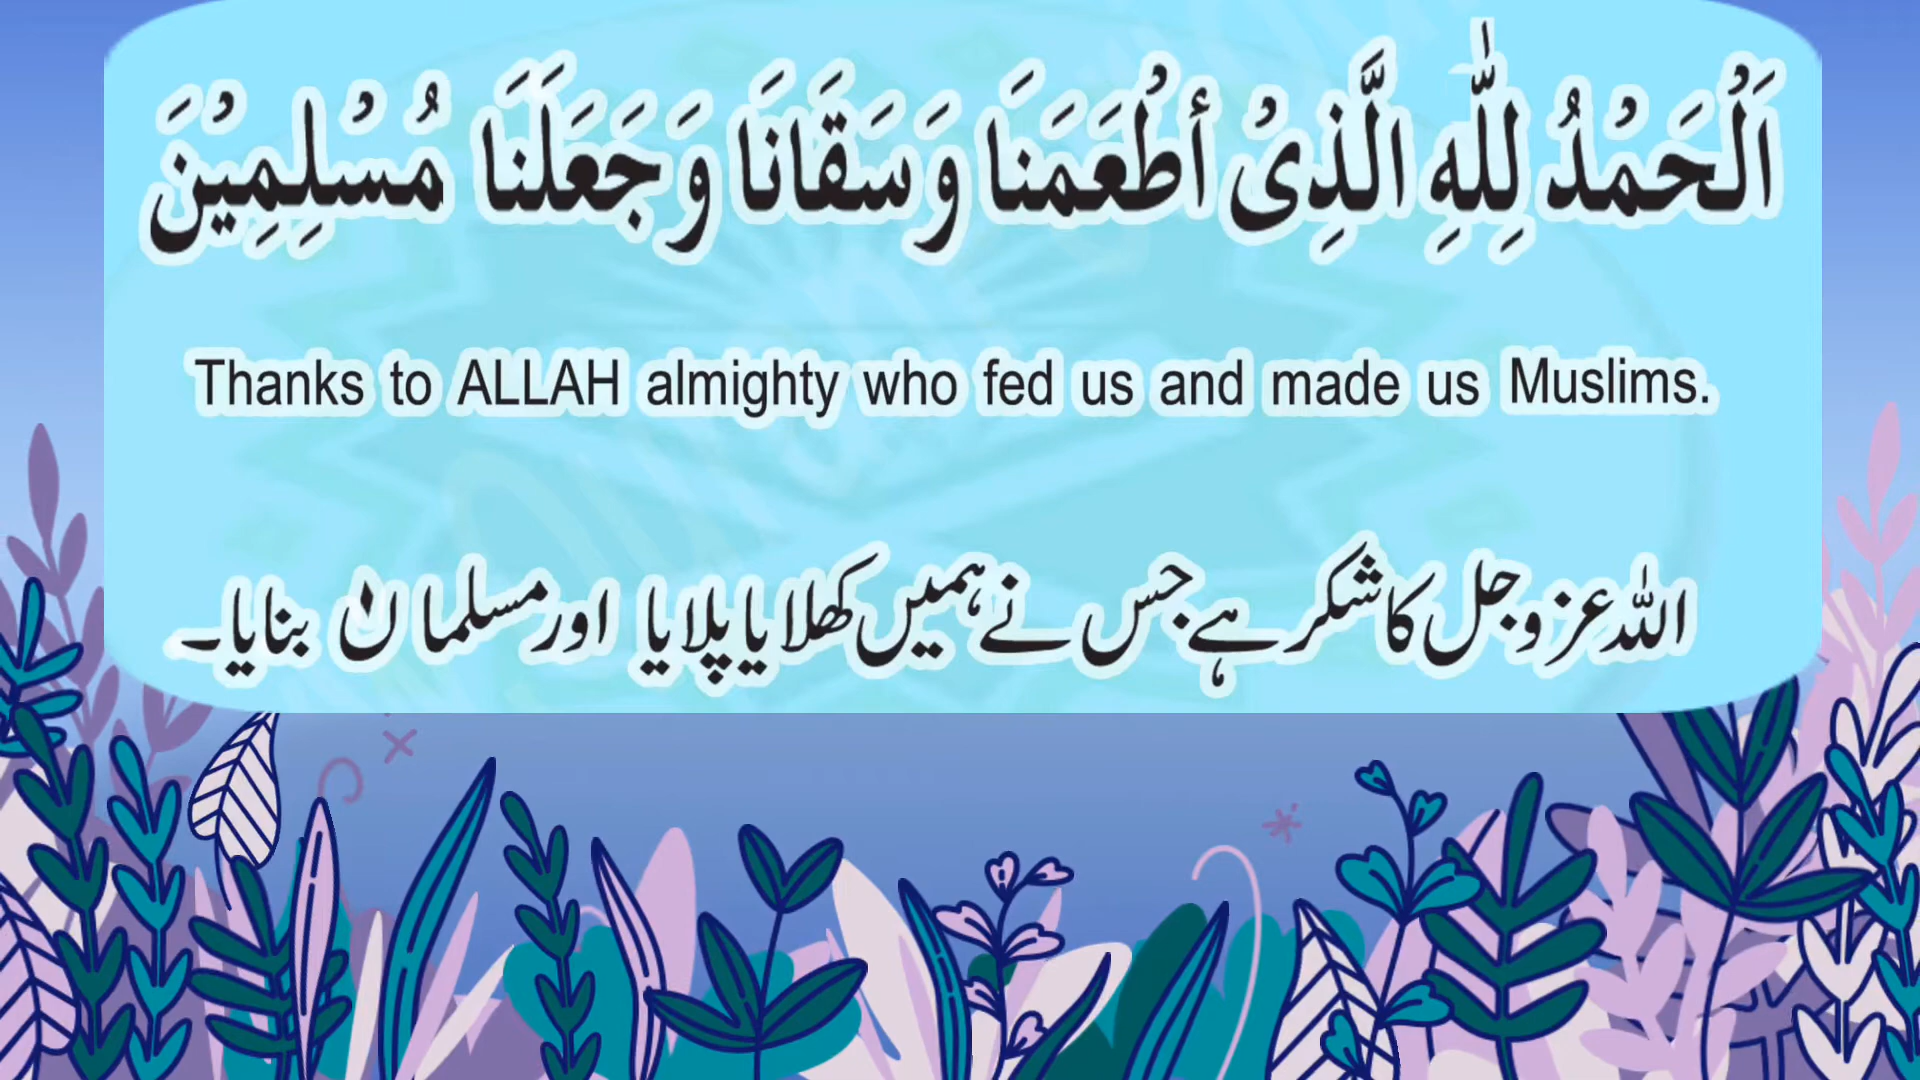 اَلْحَمْدُ لِلّٰهِ الَّذِیْ أَطْعَمَنَا وَسَقَانَا وَجَعَلَنَا مُسْلِمِيْنَ
Thanks to ALLAH almighty who fed us and made us Muslims.
اللہ عزوجل کا شکر ہے جس نے ہمیں کھلایا پلایا اور مسلمان بنایا۔